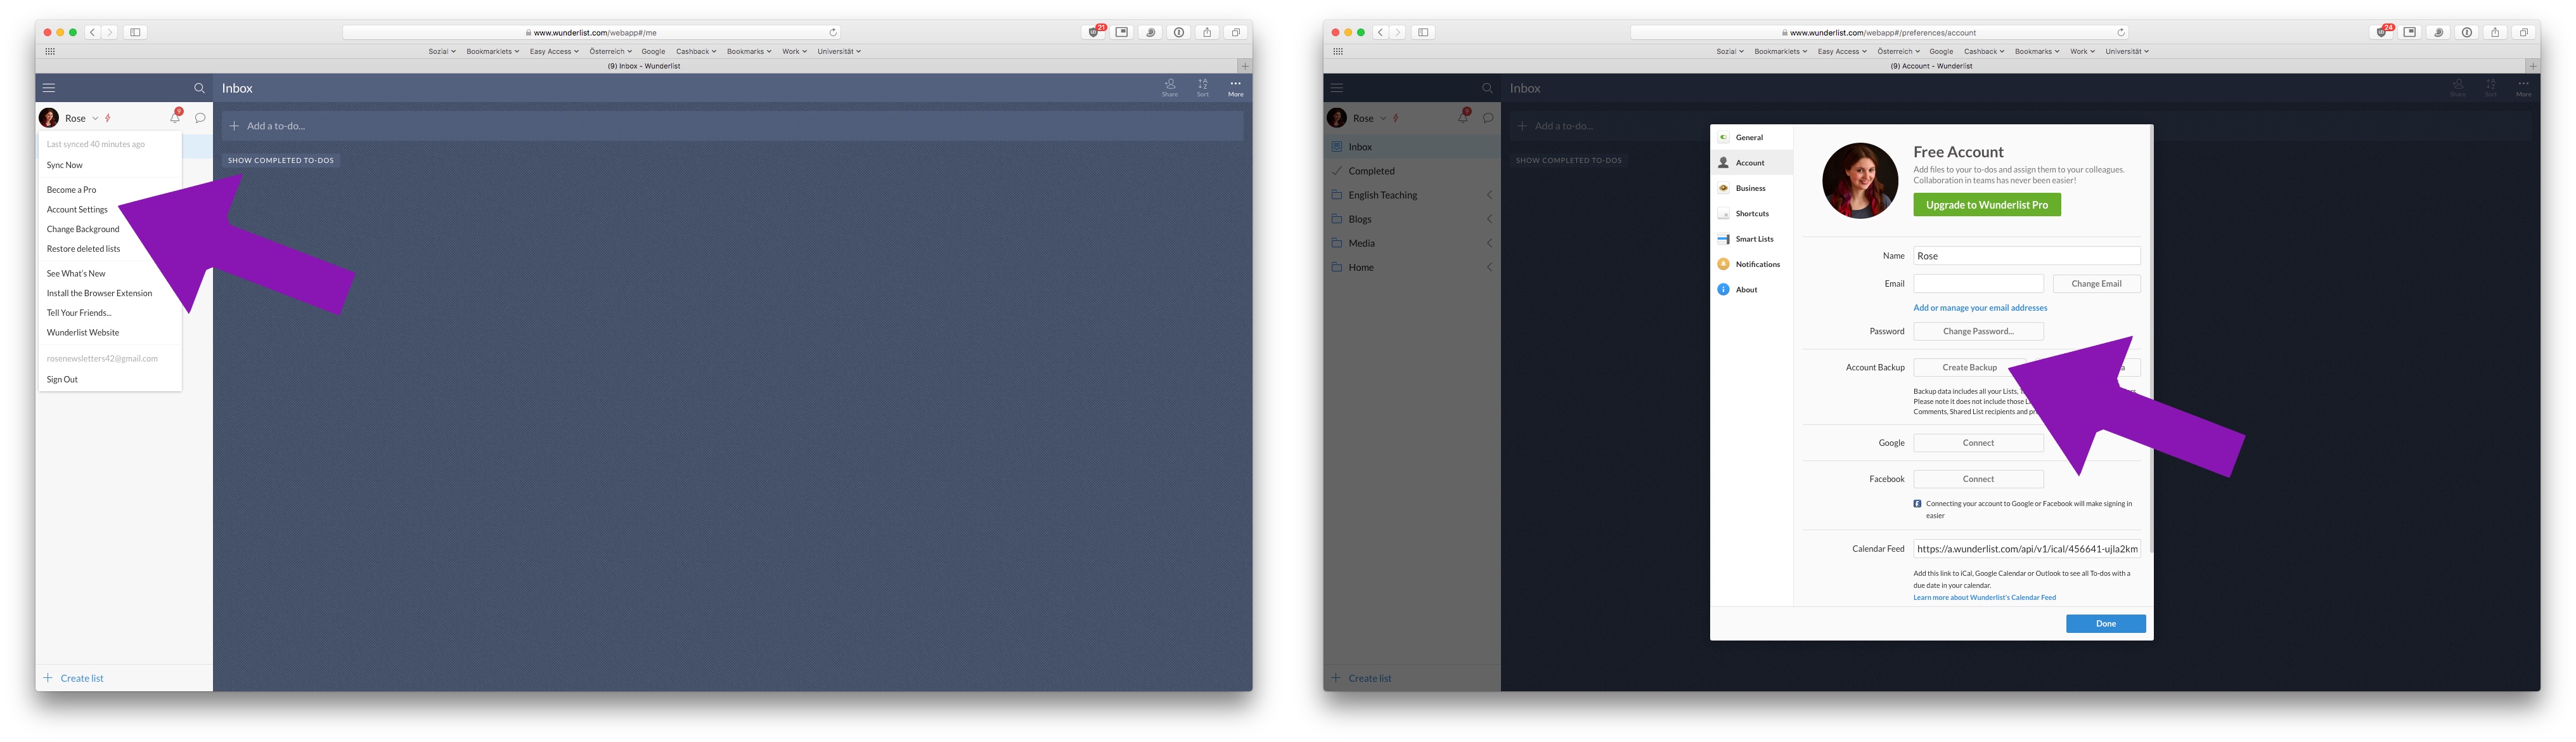 21
www.wunderlist.com/webapp#/me
Sozial Bookmarklets Easy Access Österreich Google Cashback Bookmarks Work Universität
(9) Inbox - Wunderlist
Inbox
Share Sort More
Rose
9
Add a to-do...
Last synced 40 minutes ago
SHOW COMPLETED TO-DOS
Sync Now
Become a Pro
Account Settings
Change Background
Restore deleted lists
See What's New
Install the Browser Extension
Tell Your Friends...
Wunderlist Website
rosenewsletters42@gmail.com
Sign Out
Create list
24
www.wunderlist.com/webapp#/preferences/account
Sozial Bookmarklets Easy Access Österreich Google Cashback Bookmarks Work Universität
(9) Account - Wunderlist
Inbox
Share Sort More
Rose
9
Add a to-do...
Inbox
SHOW COMPLETED TO-DOS
Completed
English Teaching
Blogs
Media
Home
Create list
General
Account
Business
Shortcuts
Smart Lists
Notifications
About
Free Account
Add files to your to-dos and assign them to your colleagues.
Collaboration in teams has never been easier!
Upgrade to Wunderlist Pro
Name Rose
Email Change Email
Add or manage your email addresses
Password Change Password...
Account Backup Create Backup
Backup data includes all your Lists,
Please note it does not include those
Comments, Shared List recipients and
Google Connect
Facebook Connect
Connecting your account to Google or Facebook will make signing in
easier
Calendar Feed https://a.wunderlist.com/api/v1/ical/456641-ujla2km
Add this link to iCal, Google Calendar or Outlook to see all To-dos with a
due date in your calendar.
Learn more about Wunderlist's Calendar Feed
Done